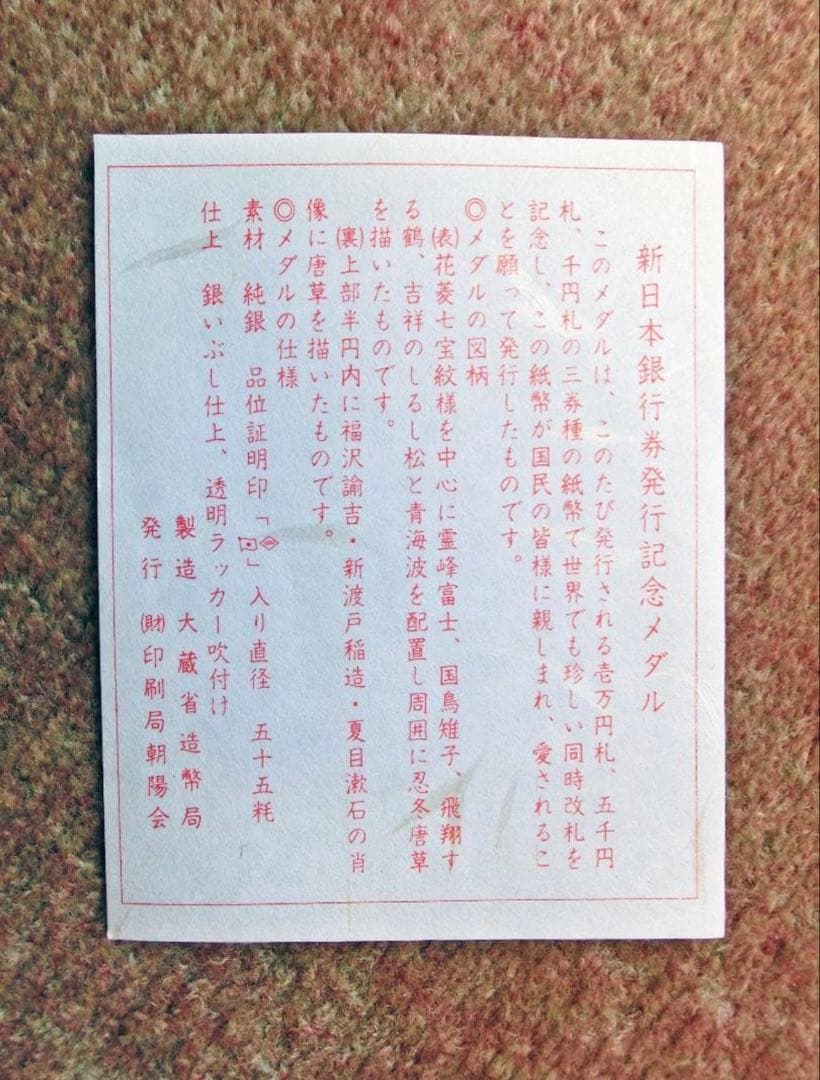 新日本銀行券発行記念メダル
このメダルは、このたび発行される壱万円札、五千円
札、千円札の三券種の紙幣で世界でも珍しい同時改札を
記念し、この紙幣が国民の皆様に親しまれ、愛されるこ
とを願って発行したものです。
◎メダルの図柄
㈹花菱七宝紋様を中心に霊峰富士、国鳥雉子、飛翔す
る鶴、吉祥のしるし松と青海波を配置し周囲に忍冬唐草
を描いたものです。
(裏)上部半円内に福沢諭吉・新渡戸稲造・夏目漱石の肖
像に唐草を描いたものです。
◎メダルの仕様
素材 純銀 品位証明印「」入り直径 五十五粍
仕上 銀いぶし仕上、透明ラッカー吹付け
製造 大蔵省造幣局
発行 ㈶印刷局朝陽会